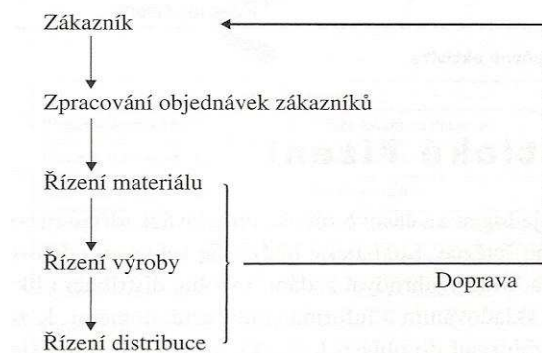 Zákazník
Zpracování objednávek zákazníků
Řízení materiálu
Řízení výroby
Doprava
Řízení distribuce